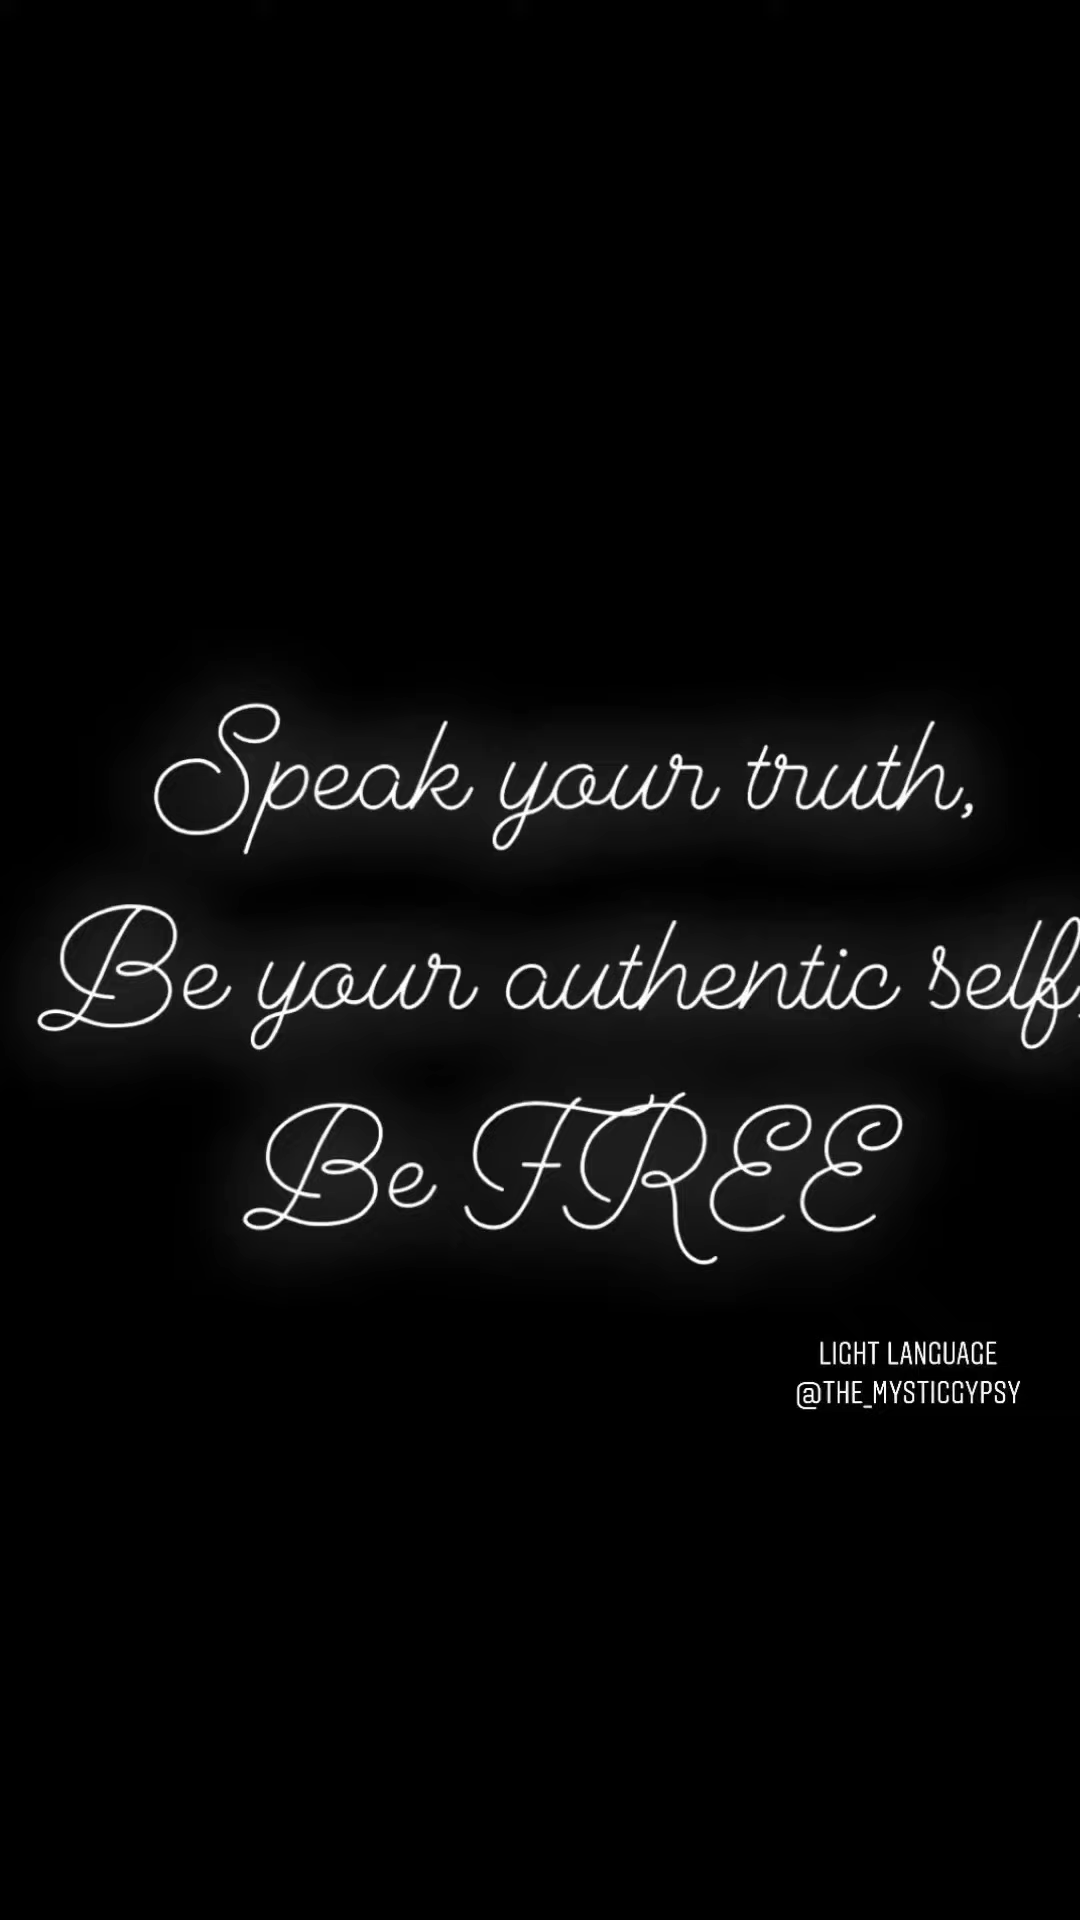 Speak your truth,
Be your authentic self,
Be FREE
LIGHT LANGUAGE
@THE_MYSTICGYPSY